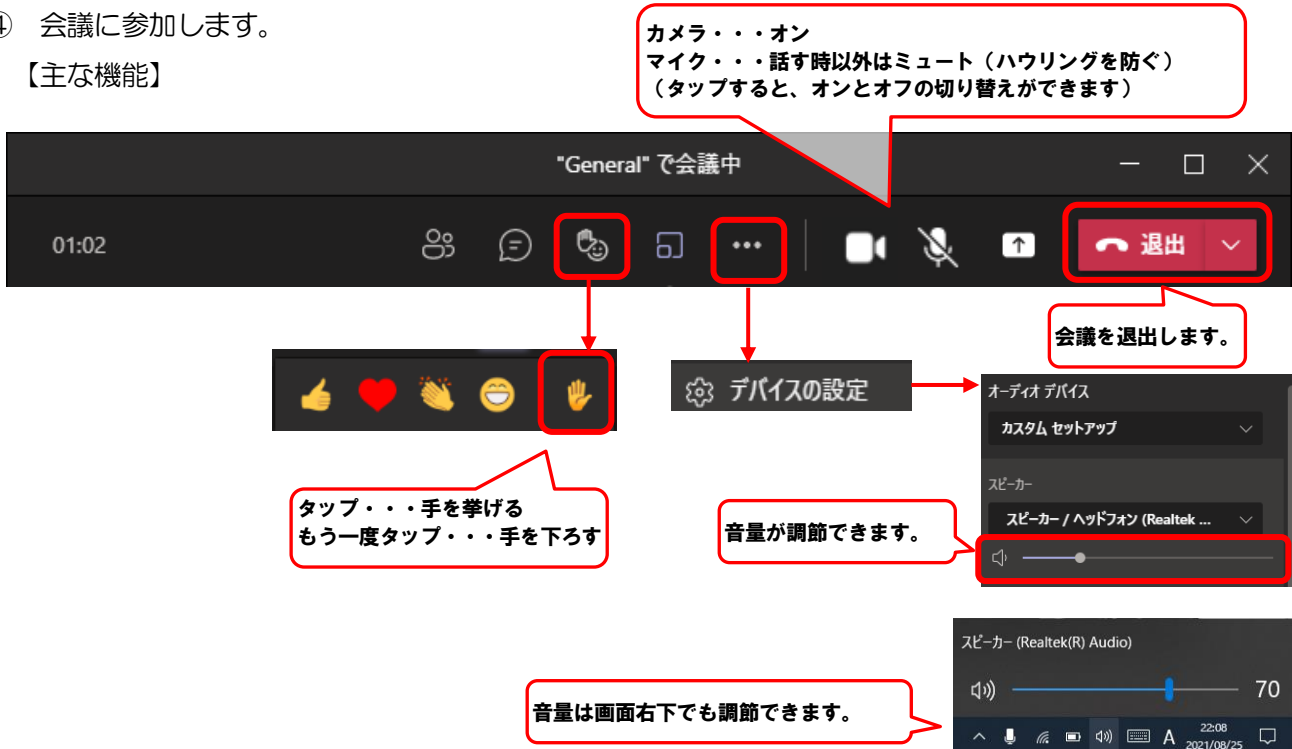 ④ 会議に参加します。
【主な機能】
カメラ・・・オン
マイク・・・話す時以外はミュート（ハウリングを防ぐ）
（タップすると、オンとオフの切り替えができます）
"General" で会議中
01:02
退出
会議を退出します。
デバイスの設定
オーディオ デバイス
カスタム セットアップ
スピーカー
スピーカー / ヘッドフォン (Realtek ...
タップ・・・手を挙げる
もう一度タップ・・・手を下ろす
音量が調節できます。
スピーカー (Realtek(R) Audio)
70
音量は画面右下でも調節できます。
A
22:08
2021/08/25